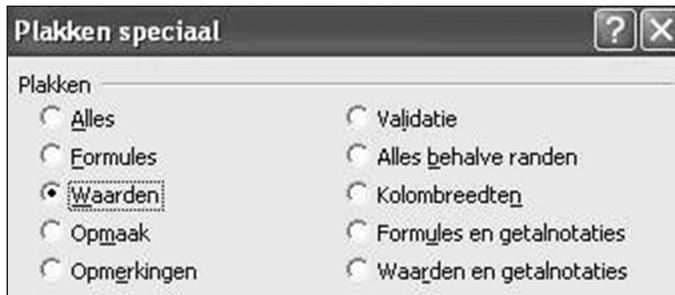 Plakken speciaal
Plakken
Alles
Formules
Waarden
Opmaak
Opmerkingen
Validatie
Alles behalve randen
Kolombreedten
Formules en getalnotaties
Waarden en getalnotaties